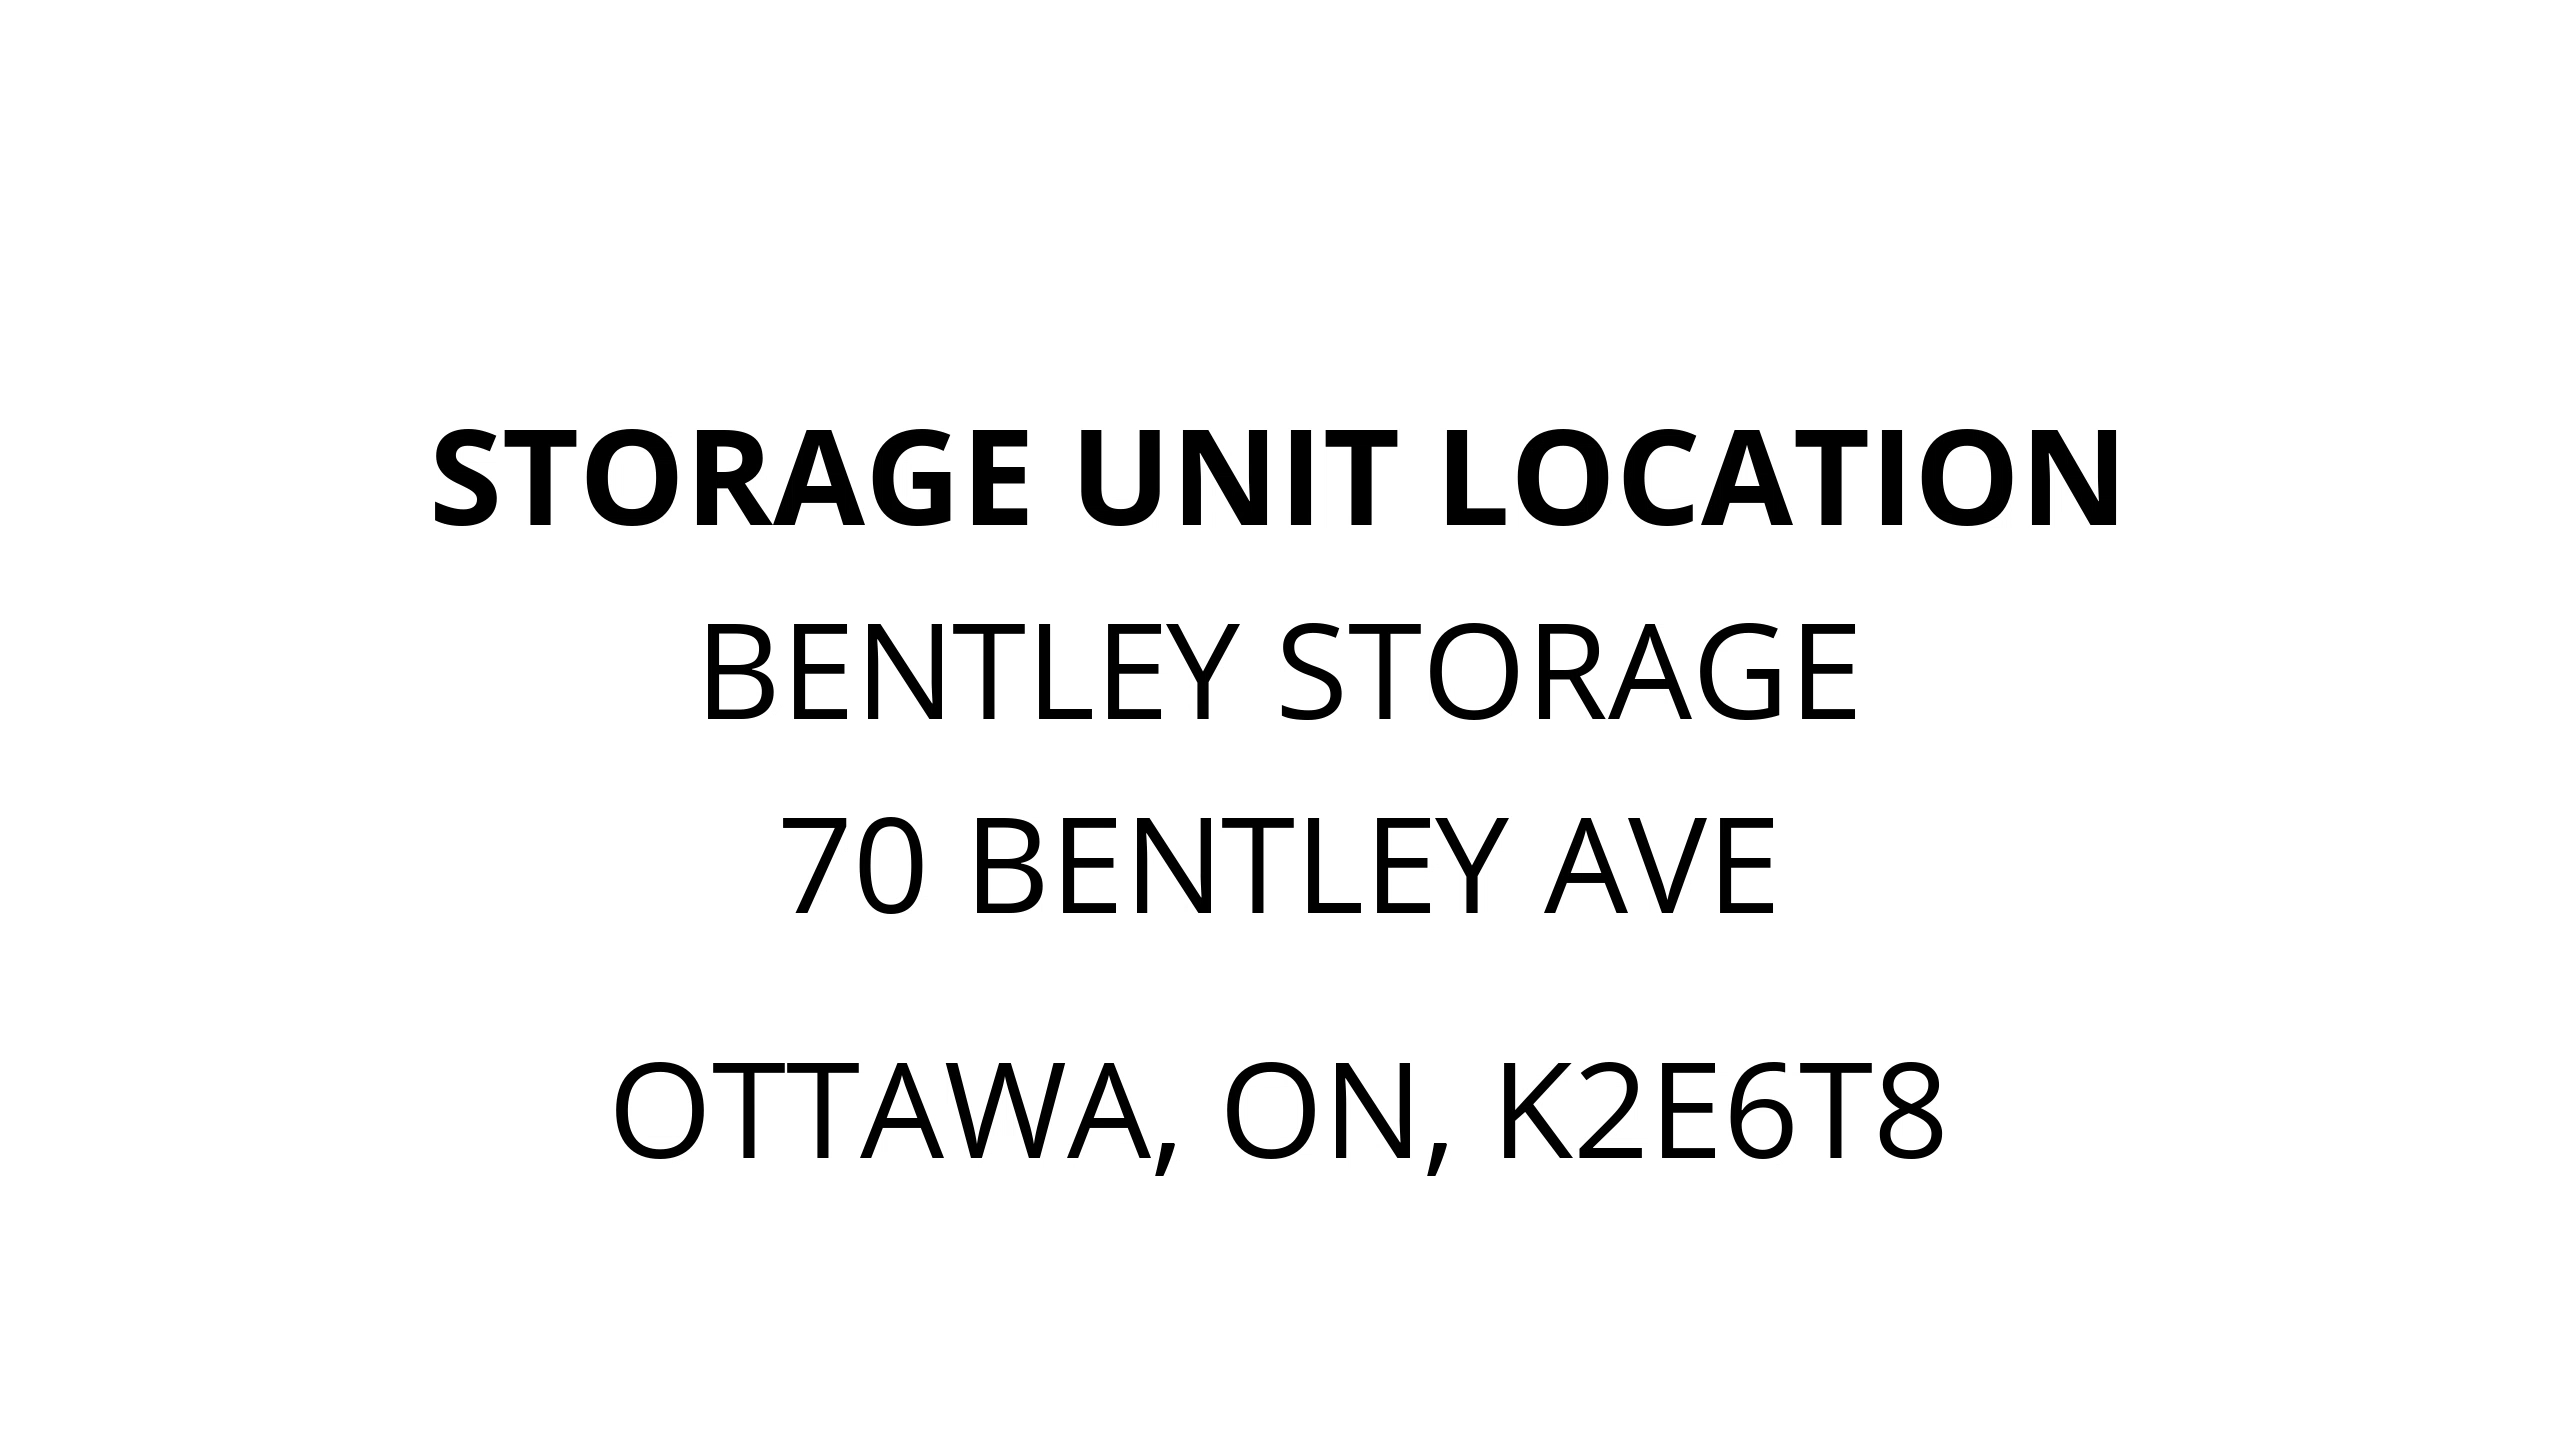 STORAGE UNIT LOCATION
BENTLEY STORAGE
70 BENTLEY AVE
OTTAWA, ON, K2E6T8